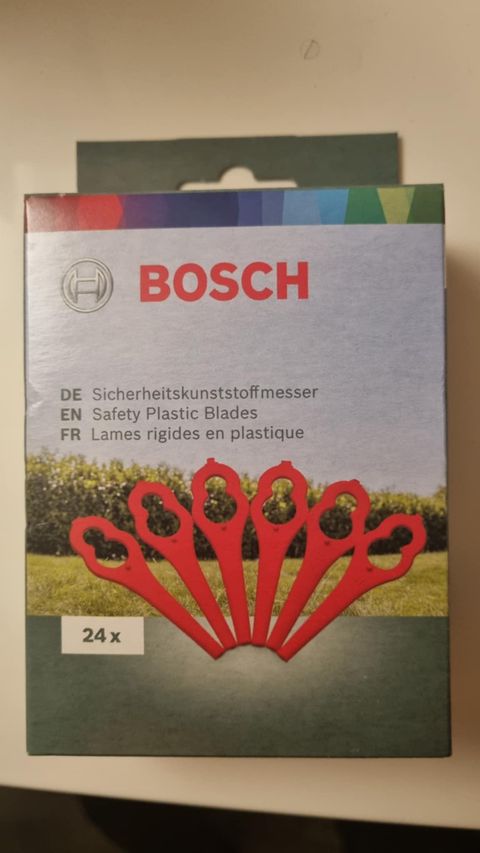 BOSCH
DE Sicherheitskunststoffmesser
EN Safety Plastic Blades
FR Lames rigides en plastique
24 x